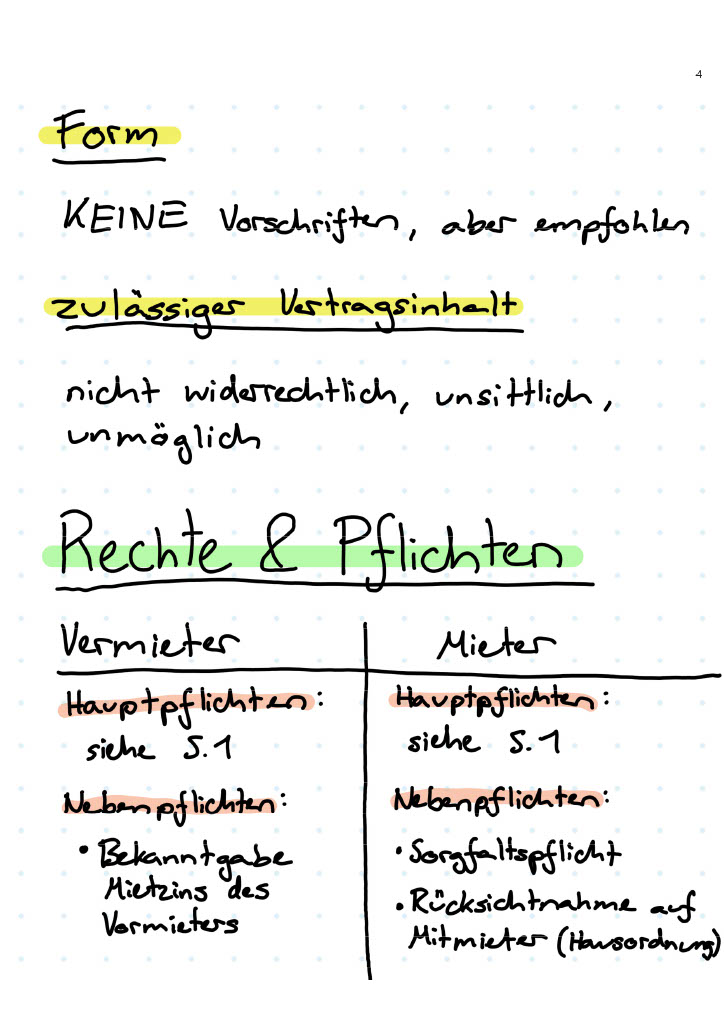 4
Form
KEINE Vorschriften, aber empfohlen
zulässiger Vertragsinhalt
nicht widerrechtlich, unsittlich,
unmöglich
Rechte & Pflichten
Vermieter
Mieter
Hauptpflichten:
siehe S.1
Nebenpflichten:
• Bekanntgabe
Mietzins des
Vormieters
Hauptpflichten:
siehe S.1
Nebenpflichten:
• Sorgfaltspflicht
• Rücksichtnahme auf
Mitmieter (Hausordnung)